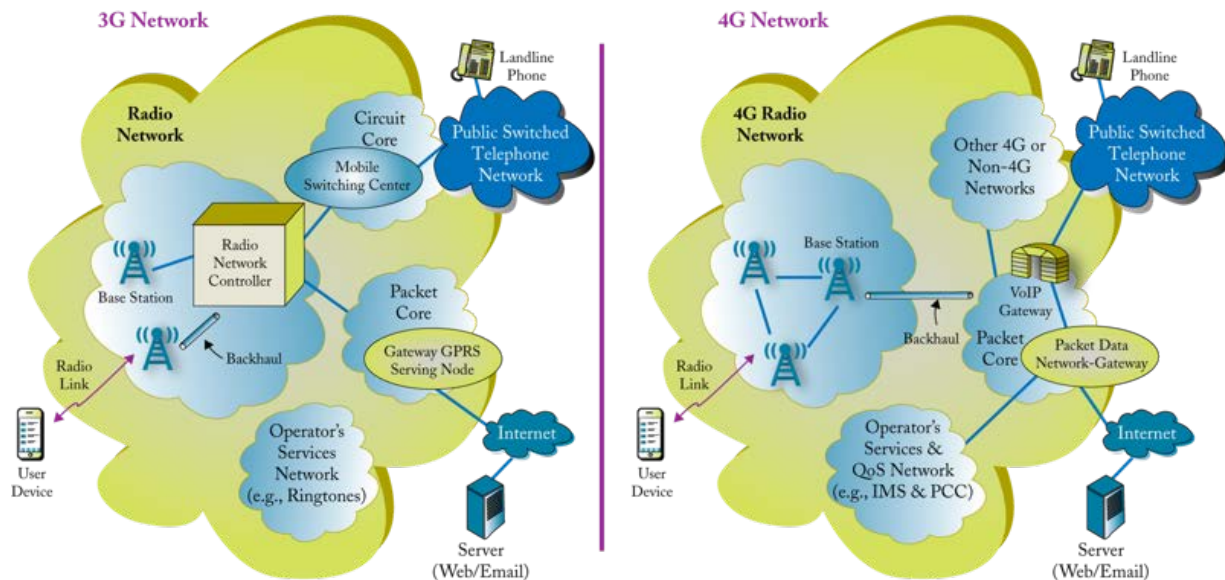 3G Network
Landline
Phone
Radio
Network
Circuit
Core
Public Switched
Telephone
Network
Mobile
Switching Center
Radio
Network
Controller
Base Station
Packet
Core
Backhaul
Gateway GPRS
Serving Node
Radio
Link
User
Device
Operator's
Services
Network
(e.g., Ringtones)
Internet
Server
(Web/Email)
4G Network
Landline
Phone
4G Radio
Network
Other 4G or
Non-4G
Networks
Public Switched
Telephone
Network
Base Station
VoIP
Gateway
Backhaul
Packet
Core
Packet Data
Network-Gateway
Radio
Link
User
Device
Operator's
Services &
QoS Network
(e.g., IMS & PCC)
Internet
Server
(Web/Email)